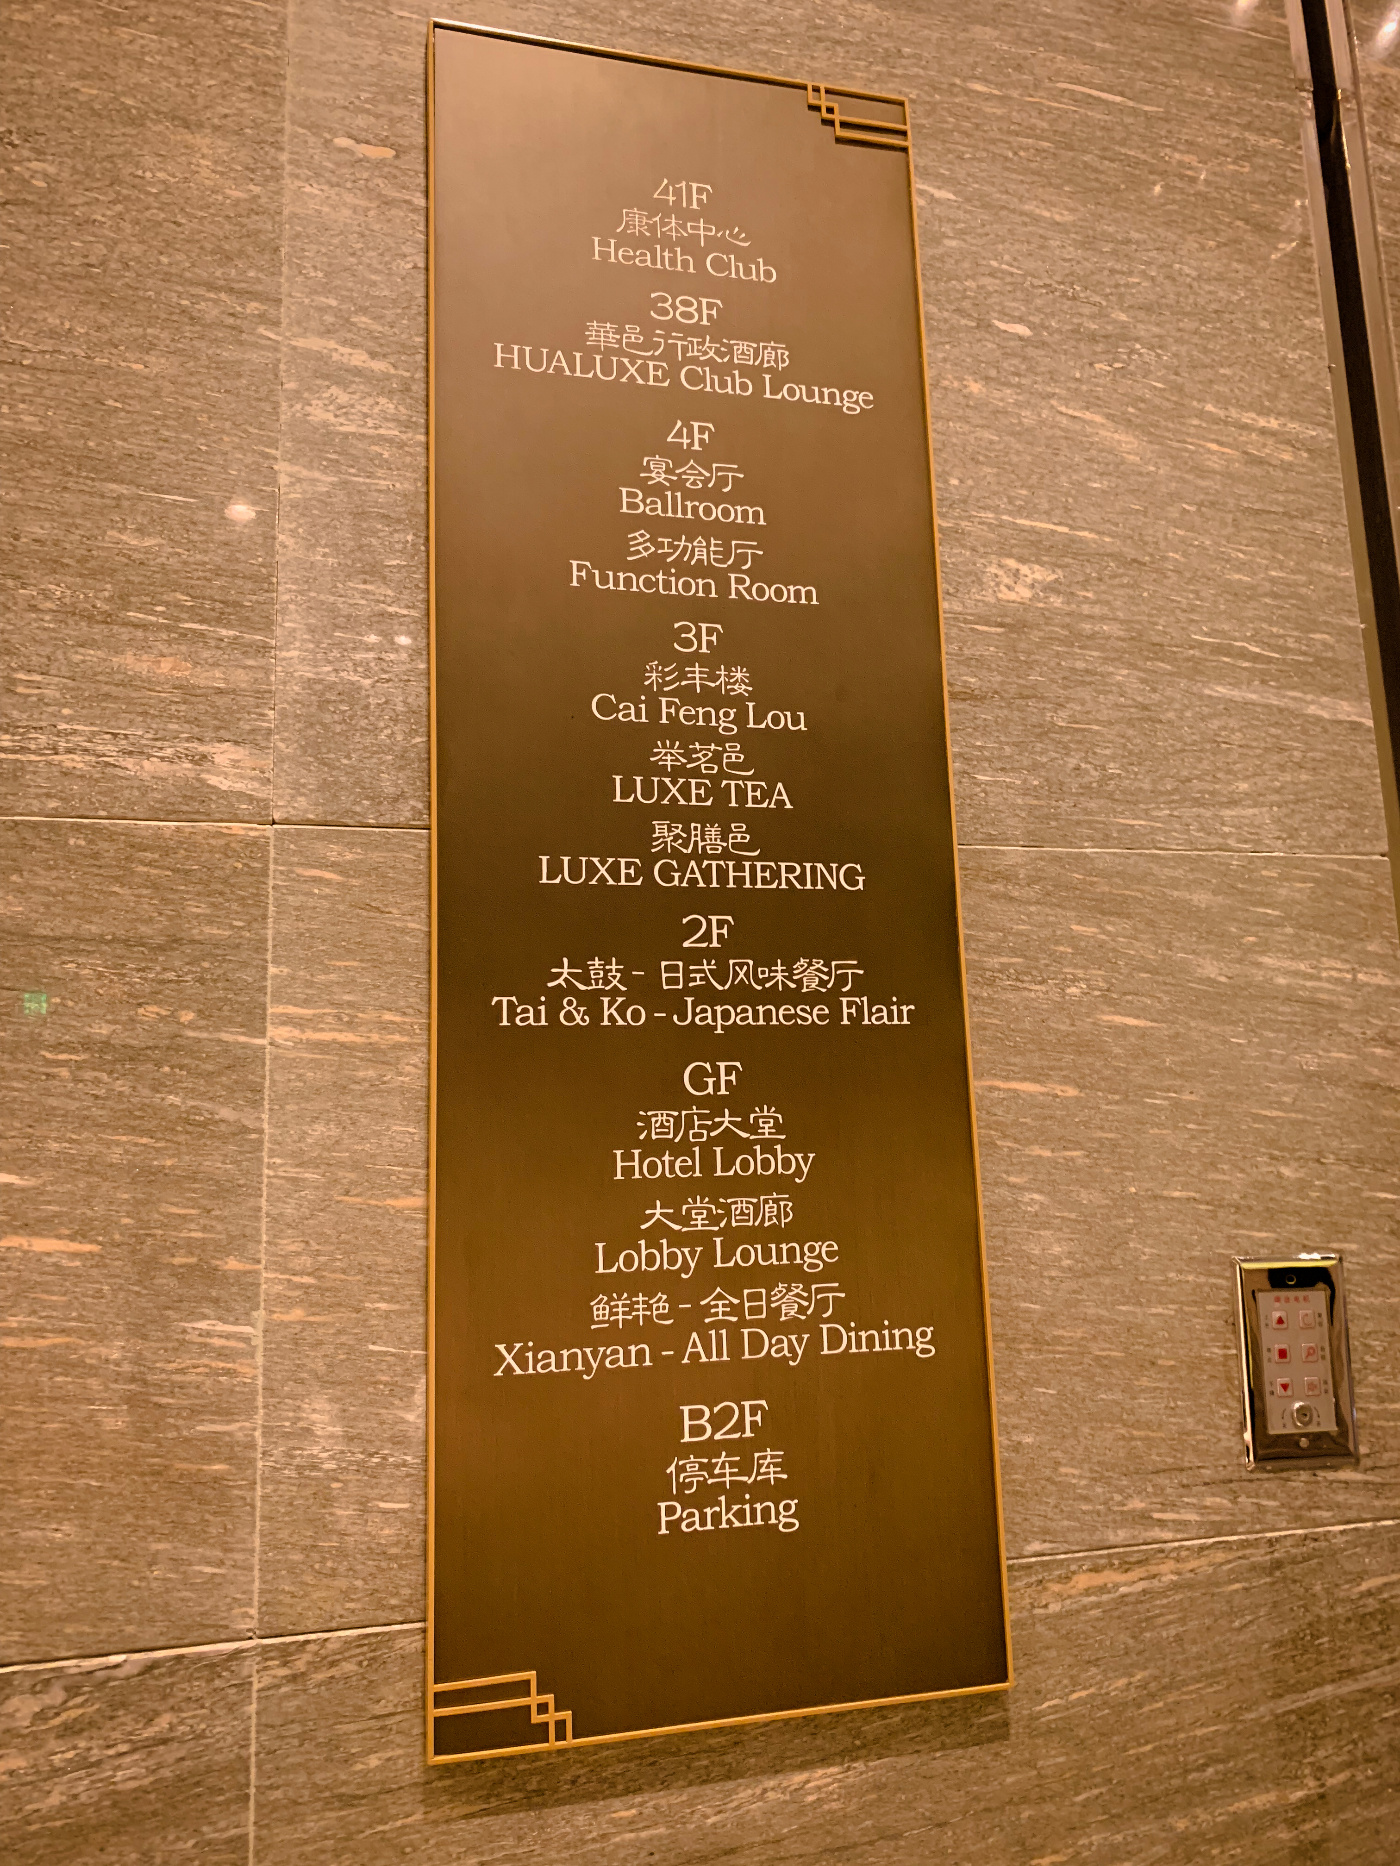 41F
康体中心
Health Club
38F
華邑行政酒廊
HUALUXE Club Lounge
4F
宴会厅
Ballroom
多功能厅
Function Room
3F
彩丰楼
Cai Feng Lou
举茗邑
LUXE TEA
聚膳邑
LUXE GATHERING
2F
太鼓 - 日式风味餐厅
Tai & Ko - Japanese Flair
GF
酒店大堂
Hotel Lobby
大堂酒廊
Lobby Lounge
鲜艳 - 全日餐厅
Xianyan - All Day Dining
B2F
停车库
Parking